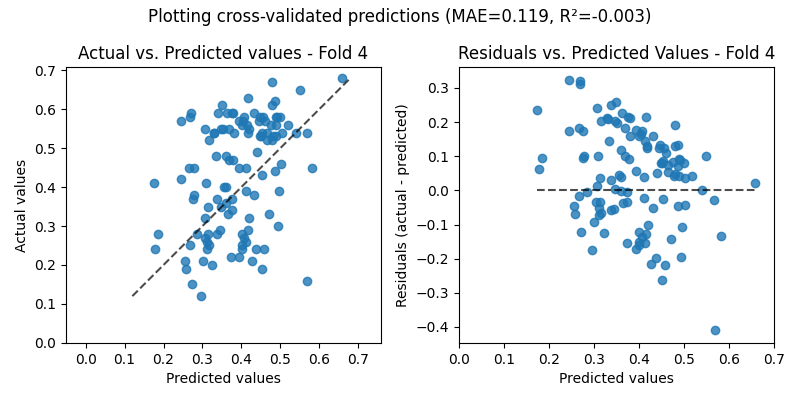 Plotting cross-validated predictions (MAE=0.119, R²=-0.003)
Actual vs. Predicted values - Fold 4
Actual values
0.7
0.6
0.5
0.4
0.3
0.2
0.1
0.0
0.0 0.1 0.2 0.3 0.4 0.5 0.6 0.7
Predicted values
Residuals vs. Predicted Values - Fold 4
Residuals (actual - predicted)
0.3
0.2
0.1
0.0
−0.1
−0.2
−0.3
−0.4
0.0 0.1 0.2 0.3 0.4 0.5 0.6 0.7
Predicted values